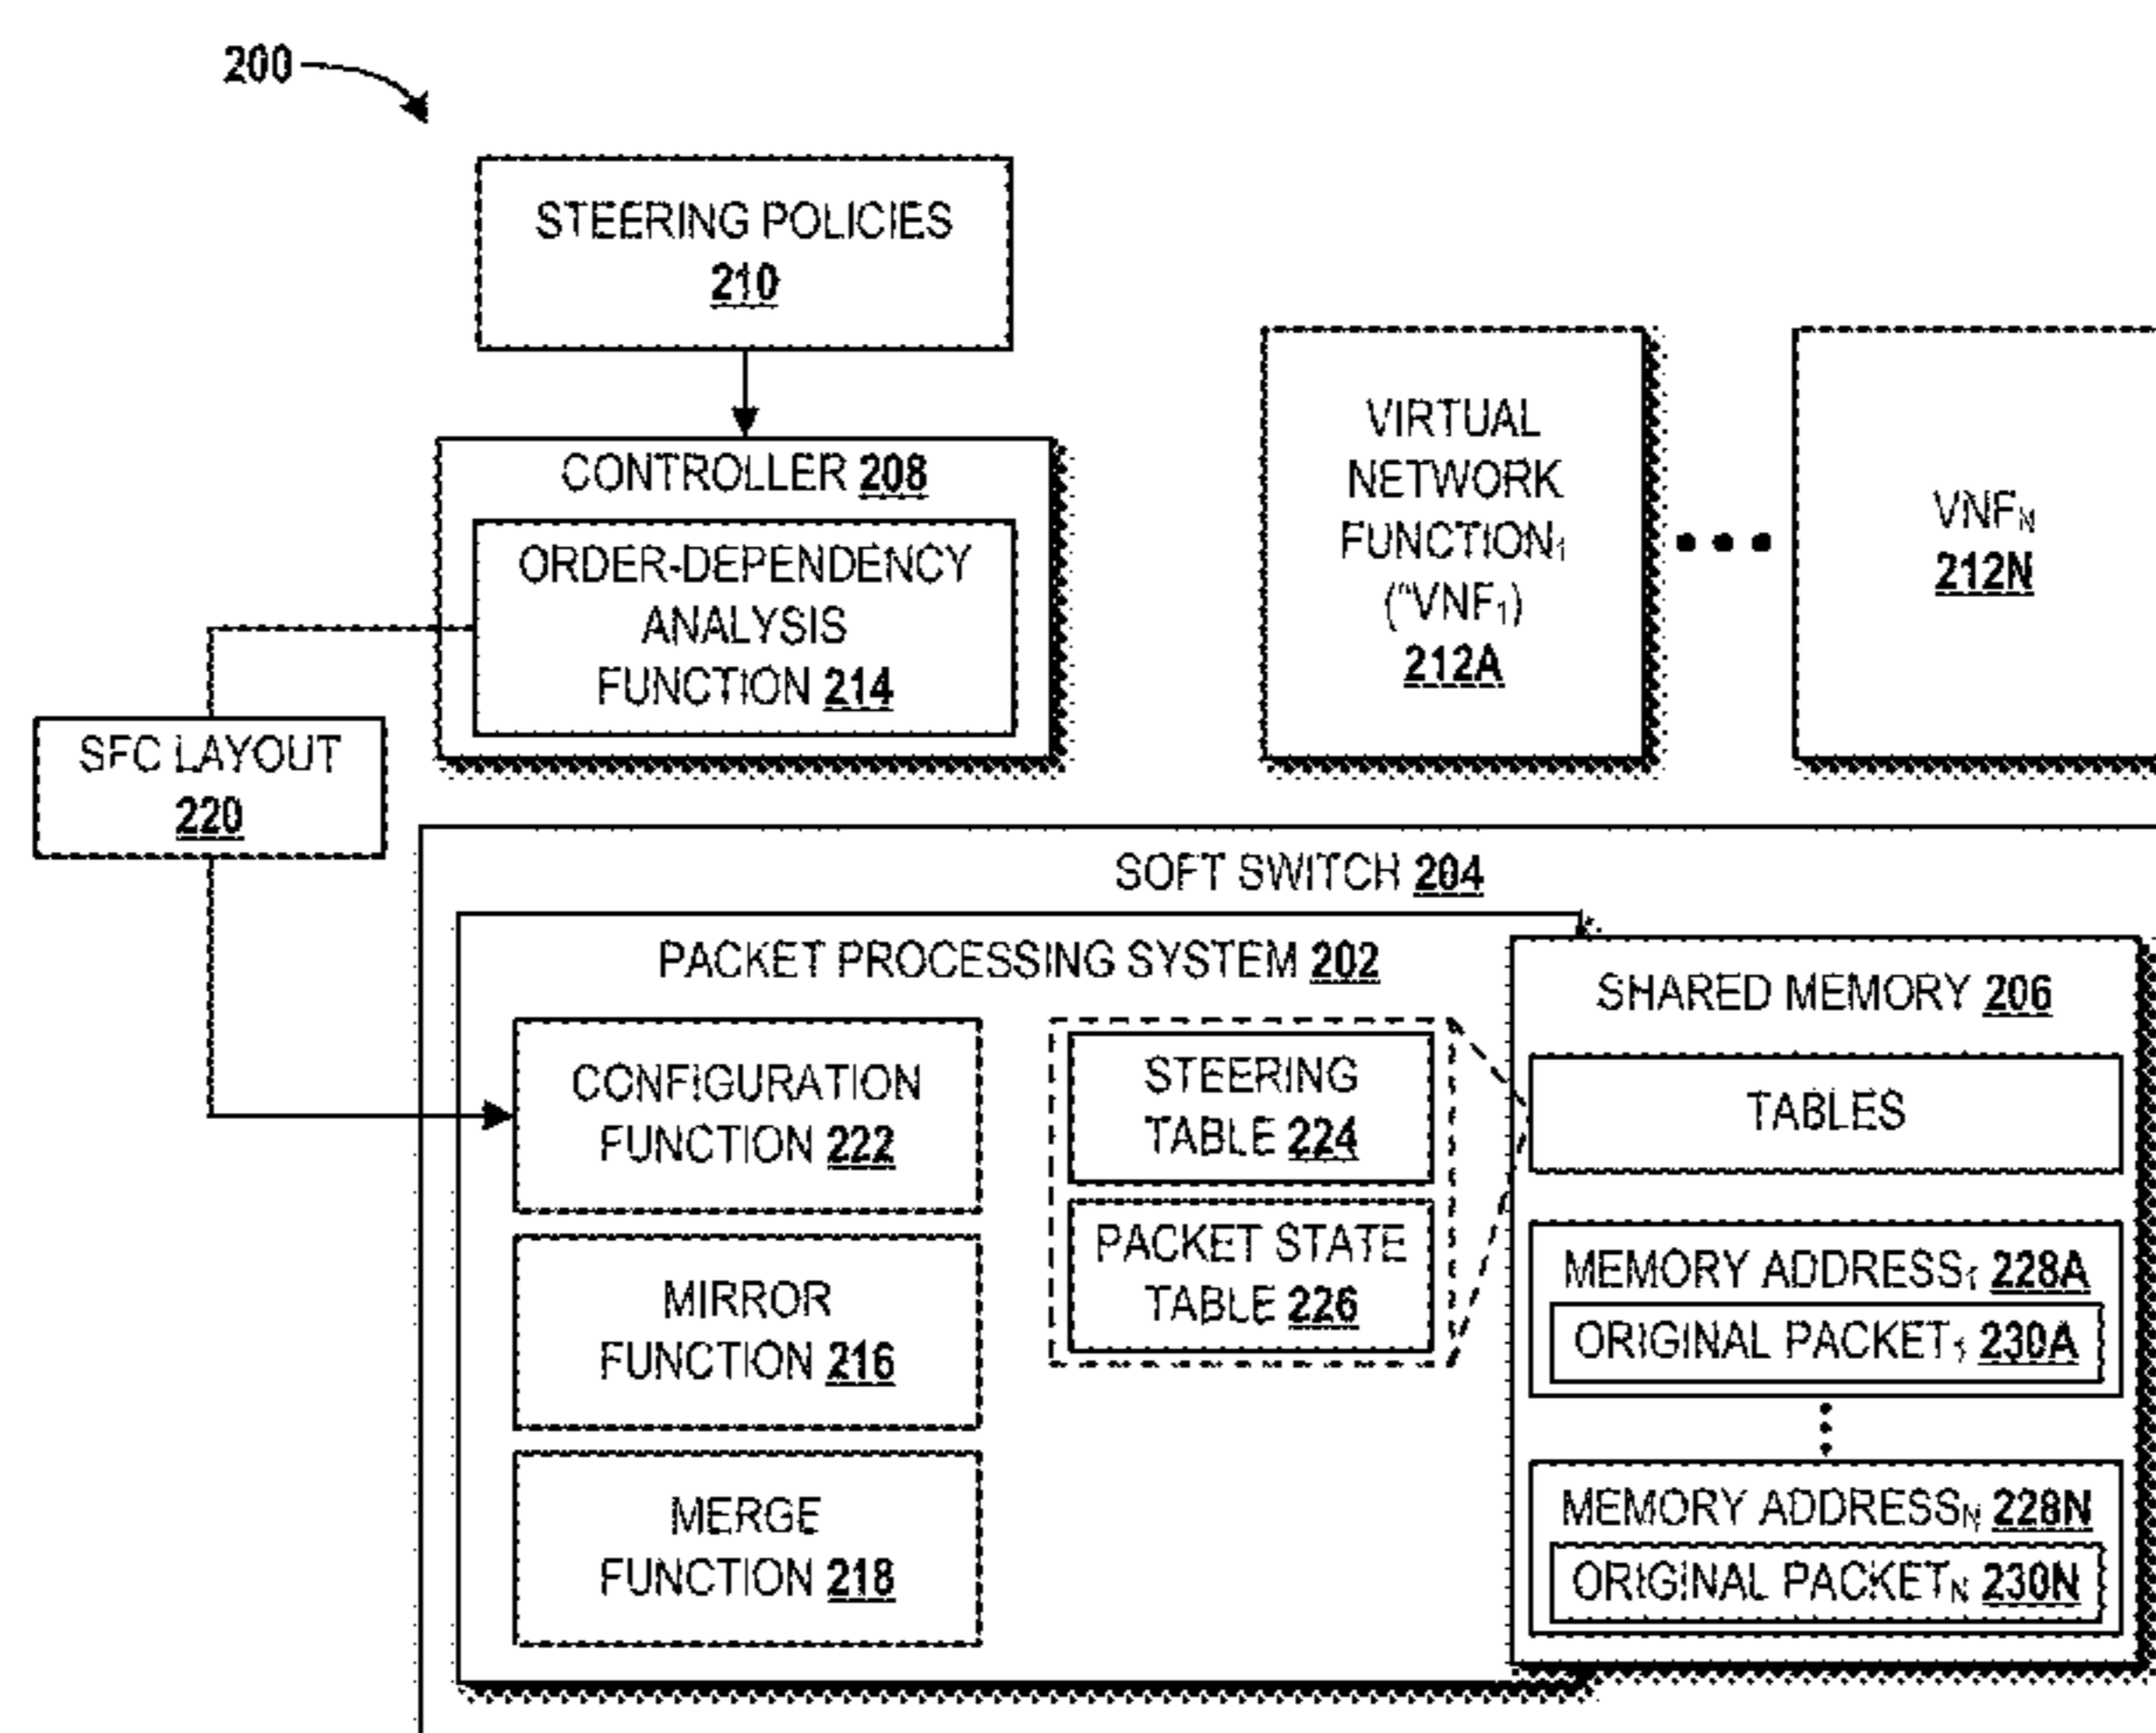 200
STEERING POLICIES
210
CONTROLLER 208
ORDER-DEPENDENCY
ANALYSIS
FUNCTION 214
VIRTUAL
NETWORK
FUNCTION₁
("VNF₁)
212A
VNF_N
212N
SFC LAYOUT
220
SOFT SWITCH 204
PACKET PROCESSING SYSTEM 202
CONFIGURATION
FUNCTION 222
MIRROR
FUNCTION 216
MERGE
FUNCTION 218
STEERING
TABLE 224
PACKET STATE
TABLE 226
SHARED MEMORY 206
TABLES
MEMORY ADDRESS₁ 228A
ORIGINAL PACKET₁ 230A
MEMORY ADDRESS_N 228N
ORIGINAL PACKET_N 230N